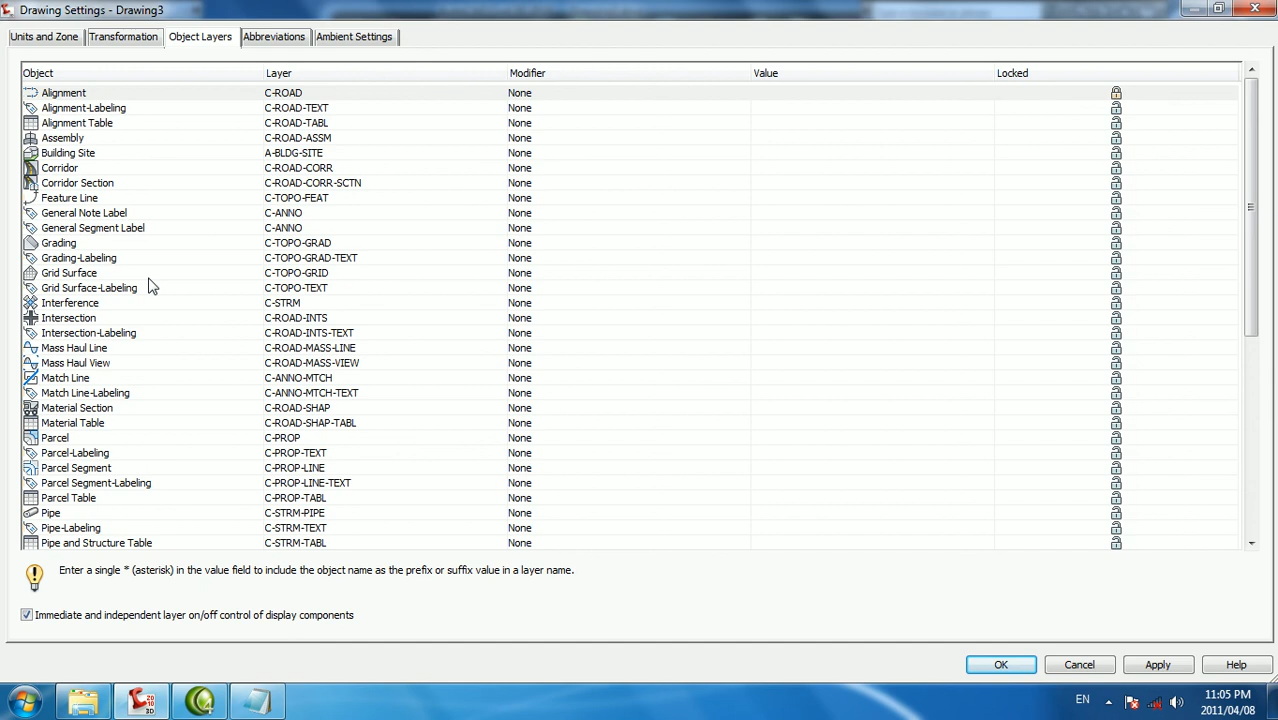 Drawing Settings - Drawing3
Units and Zone Transformation Object Layers Abbreviations Ambient Settings
Object Layer Modifier Value Locked
Alignment C-ROAD None
Alignment-Labeling C-ROAD-TEXT None
Alignment Table C-ROAD-TABL None
Assembly C-ROAD-ASSM None
Building Site A-BLDG-SITE None
Corridor C-ROAD-CORR None
Corridor Section C-ROAD-CORR-SCTN None
Feature Line C-TOPO-FEAT None
General Note Label C-ANNO None
General Segment Label C-ANNO None
Grading C-TOPO-GRAD None
Grading-Labeling C-TOPO-GRAD-TEXT None
Grid Surface C-TOPO-GRID None
Grid Surface-Labeling C-TOPO-TEXT None
Interference C-STRM None
Intersection C-ROAD-INTS None
Intersection-Labeling C-ROAD-INTS-TEXT None
Mass Haul Line C-ROAD-MASS-LINE None
Mass Haul View C-ROAD-MASS-VIEW None
Match Line C-ANNO-MTCH None
Match Line-Labeling C-ANNO-MTCH-TEXT None
Material Section C-ROAD-SHAP None
Material Table C-ROAD-SHAP-TABL None
Parcel C-PROP None
Parcel-Labeling C-PROP-TEXT None
Parcel Segment C-PROP-LINE None
Parcel Segment-Labeling C-PROP-LINE-TEXT None
Parcel Table C-PROP-TABL None
Pipe C-STRM-PIPE None
Pipe-Labeling C-STRM-TEXT None
Pipe and Structure Table C-STRM-TABL None
Enter a single * (asterisk) in the value field to include the object name as the prefix or suffix value in a layer name.
Immediate and independent layer on/off control of display components
OK Cancel Apply Help
EN 11:05 PM
2011/04/08